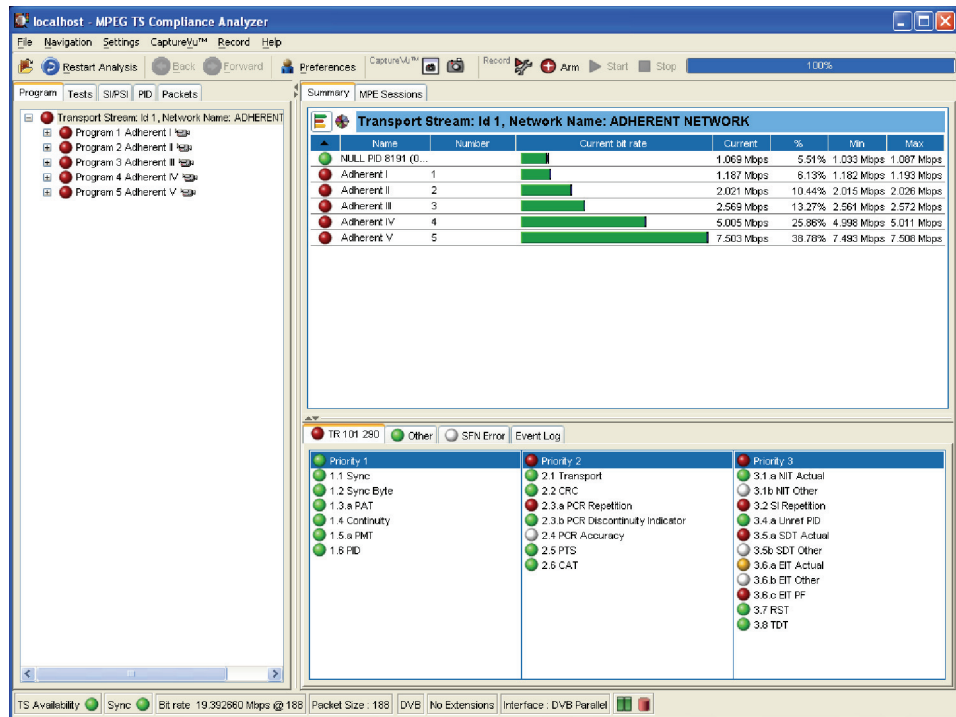 localhost - MPEG TS Compliance Analyzer
File Navigation Settings CaptureVu™ Record Help
Restart Analysis Back Forward Preferences CaptureVu™ Record Arm Start Stop 100%
Program Tests SI/PSI PID Packets
Transport Stream: Id 1, Network Name: ADHERENT
Program 1 Adherent I
Program 2 Adherent II
Program 3 Adherent III
Program 4 Adherent IV
Program 5 Adherent V
Summary MPE Sessions
Transport Stream: Id 1, Network Name: ADHERENT NETWORK
Name Number Current bit rate Current % Min Max
NULL PID 8191 (0... 1.069 Mbps 5.51% 1.033 Mbps 1.087 Mbps
Adherent I 1 1.187 Mbps 6.13% 1.182 Mbps 1.193 Mbps
Adherent II 2 2.021 Mbps 10.44% 2.015 Mbps 2.026 Mbps
Adherent III 3 2.569 Mbps 13.27% 2.561 Mbps 2.572 Mbps
Adherent IV 4 5.005 Mbps 25.86% 4.998 Mbps 5.011 Mbps
Adherent V 5 7.503 Mbps 38.78% 7.493 Mbps 7.508 Mbps
TR 101 290 Other SFN Error Event Log
Priority 1
1.1 Sync
1.2 Sync Byte
1.3.a PAT
1.4 Continuity
1.5.a PMT
1.6 PID
Priority 2
2.1 Transport
2.2 CRC
2.3.a PCR Repetition
2.3.b PCR Discontinuity Indicator
2.4 PCR Accuracy
2.5 PTS
2.6 CAT
Priority 3
3.1.a NIT Actual
3.1b NIT Other
3.2 SI Repetition
3.4.a Unref PID
3.5.a SDT Actual
3.5b SDT Other
3.6.a EIT Actual
3.6.b EIT Other
3.6.c EIT PF
3.7 RST
3.8 TDT
TS Availability Sync Bit rate 19.392660 Mbps @ 188 Packet Size : 188 DVB No Extensions Interface : DVB Parallel